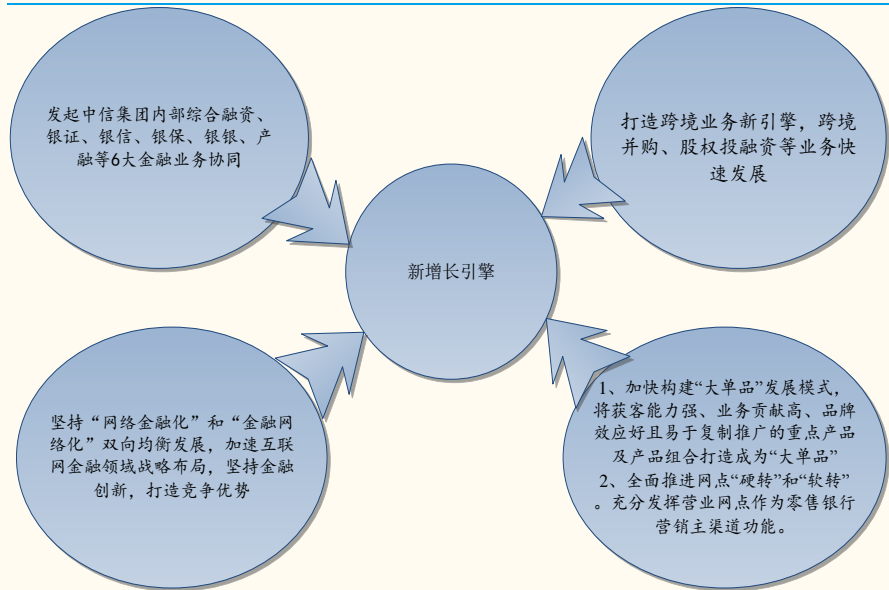 发起中信集团内部综合融资、
银证、银信、银保、银银、产
融等6大金融业务协同
打造跨境业务新引擎，跨境
并购、股权投融资等业务快
速发展
新增长引擎
坚持“网络金融化”和“金融网
络化”双向均衡发展，加速互联
网金融领域战略布局，坚持金融
创新，打造竞争优势
1、加快构建“大单品”发展模式，
将获客能力强、业务贡献高、品牌
效应好且易于复制推广的重点产品
及产品组合打造成为“大单品”
2、全面推进网点“硬转”和“软转”
。充分发挥营业网点作为零售银行
营销主渠道功能。